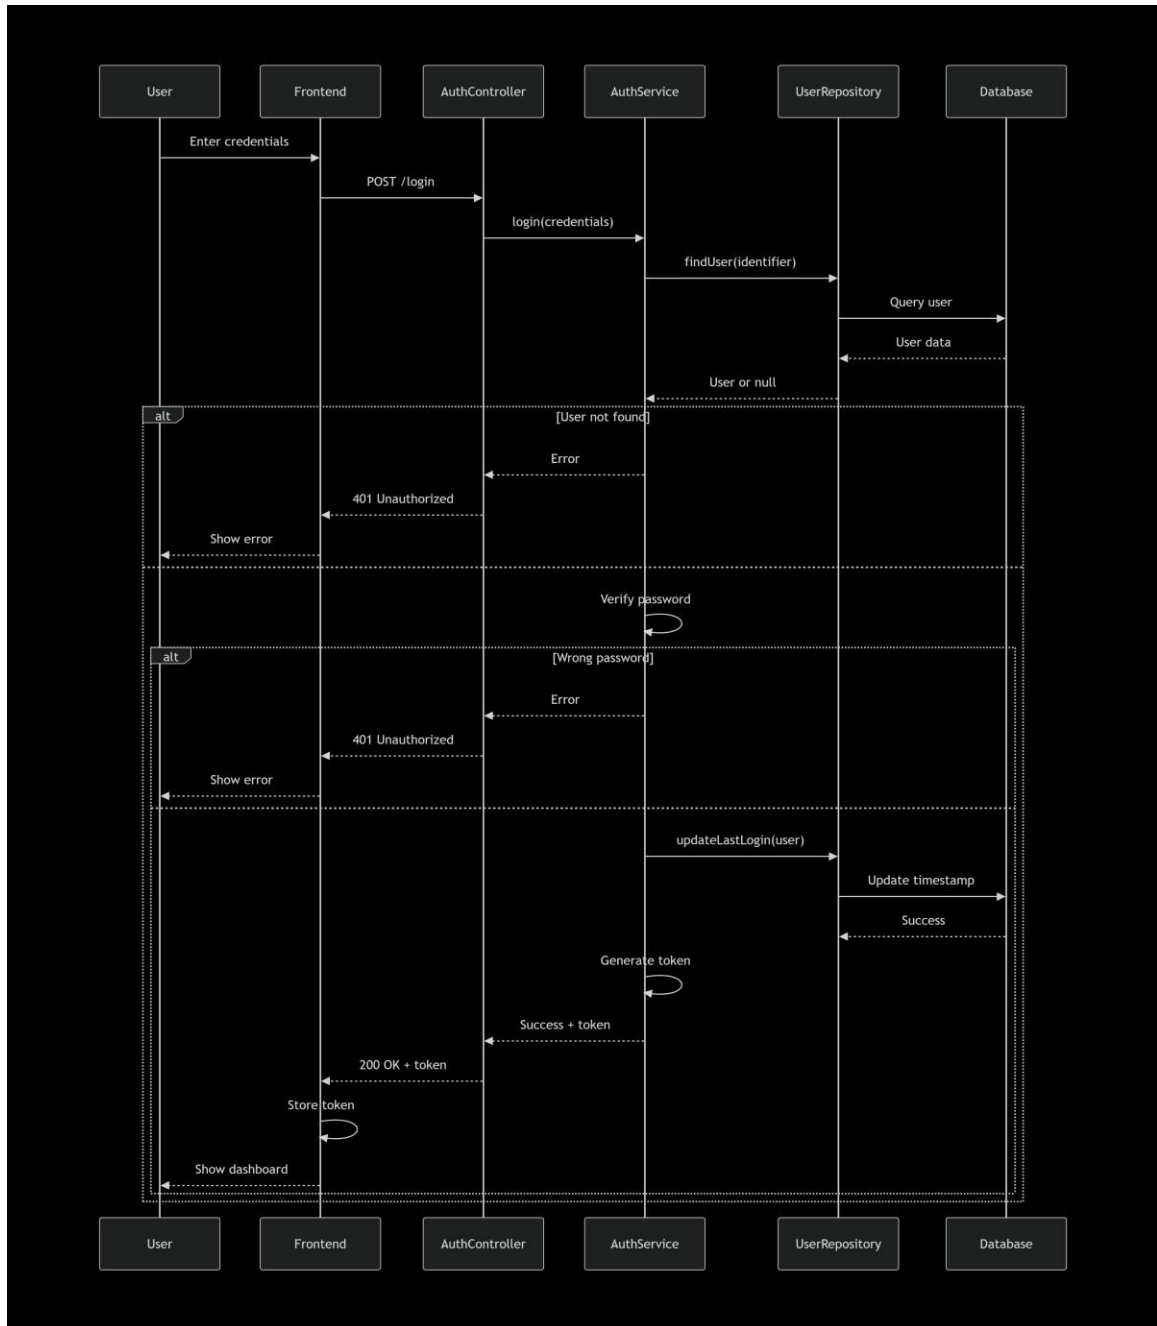 User Frontend AuthController AuthService UserRepository Database
Enter credentials
POST /login
login(credentials)
findUser(identifier)
Query user
User data
User or null
alt [User not found]
Error
401 Unauthorized
Show error
Verify password
alt [Wrong password]
Error
401 Unauthorized
Show error
updateLastLogin(user)
Update timestamp
Success
Generate token
Success + token
200 OK + token
Store token
Show dashboard
User Frontend AuthController AuthService UserRepository Database